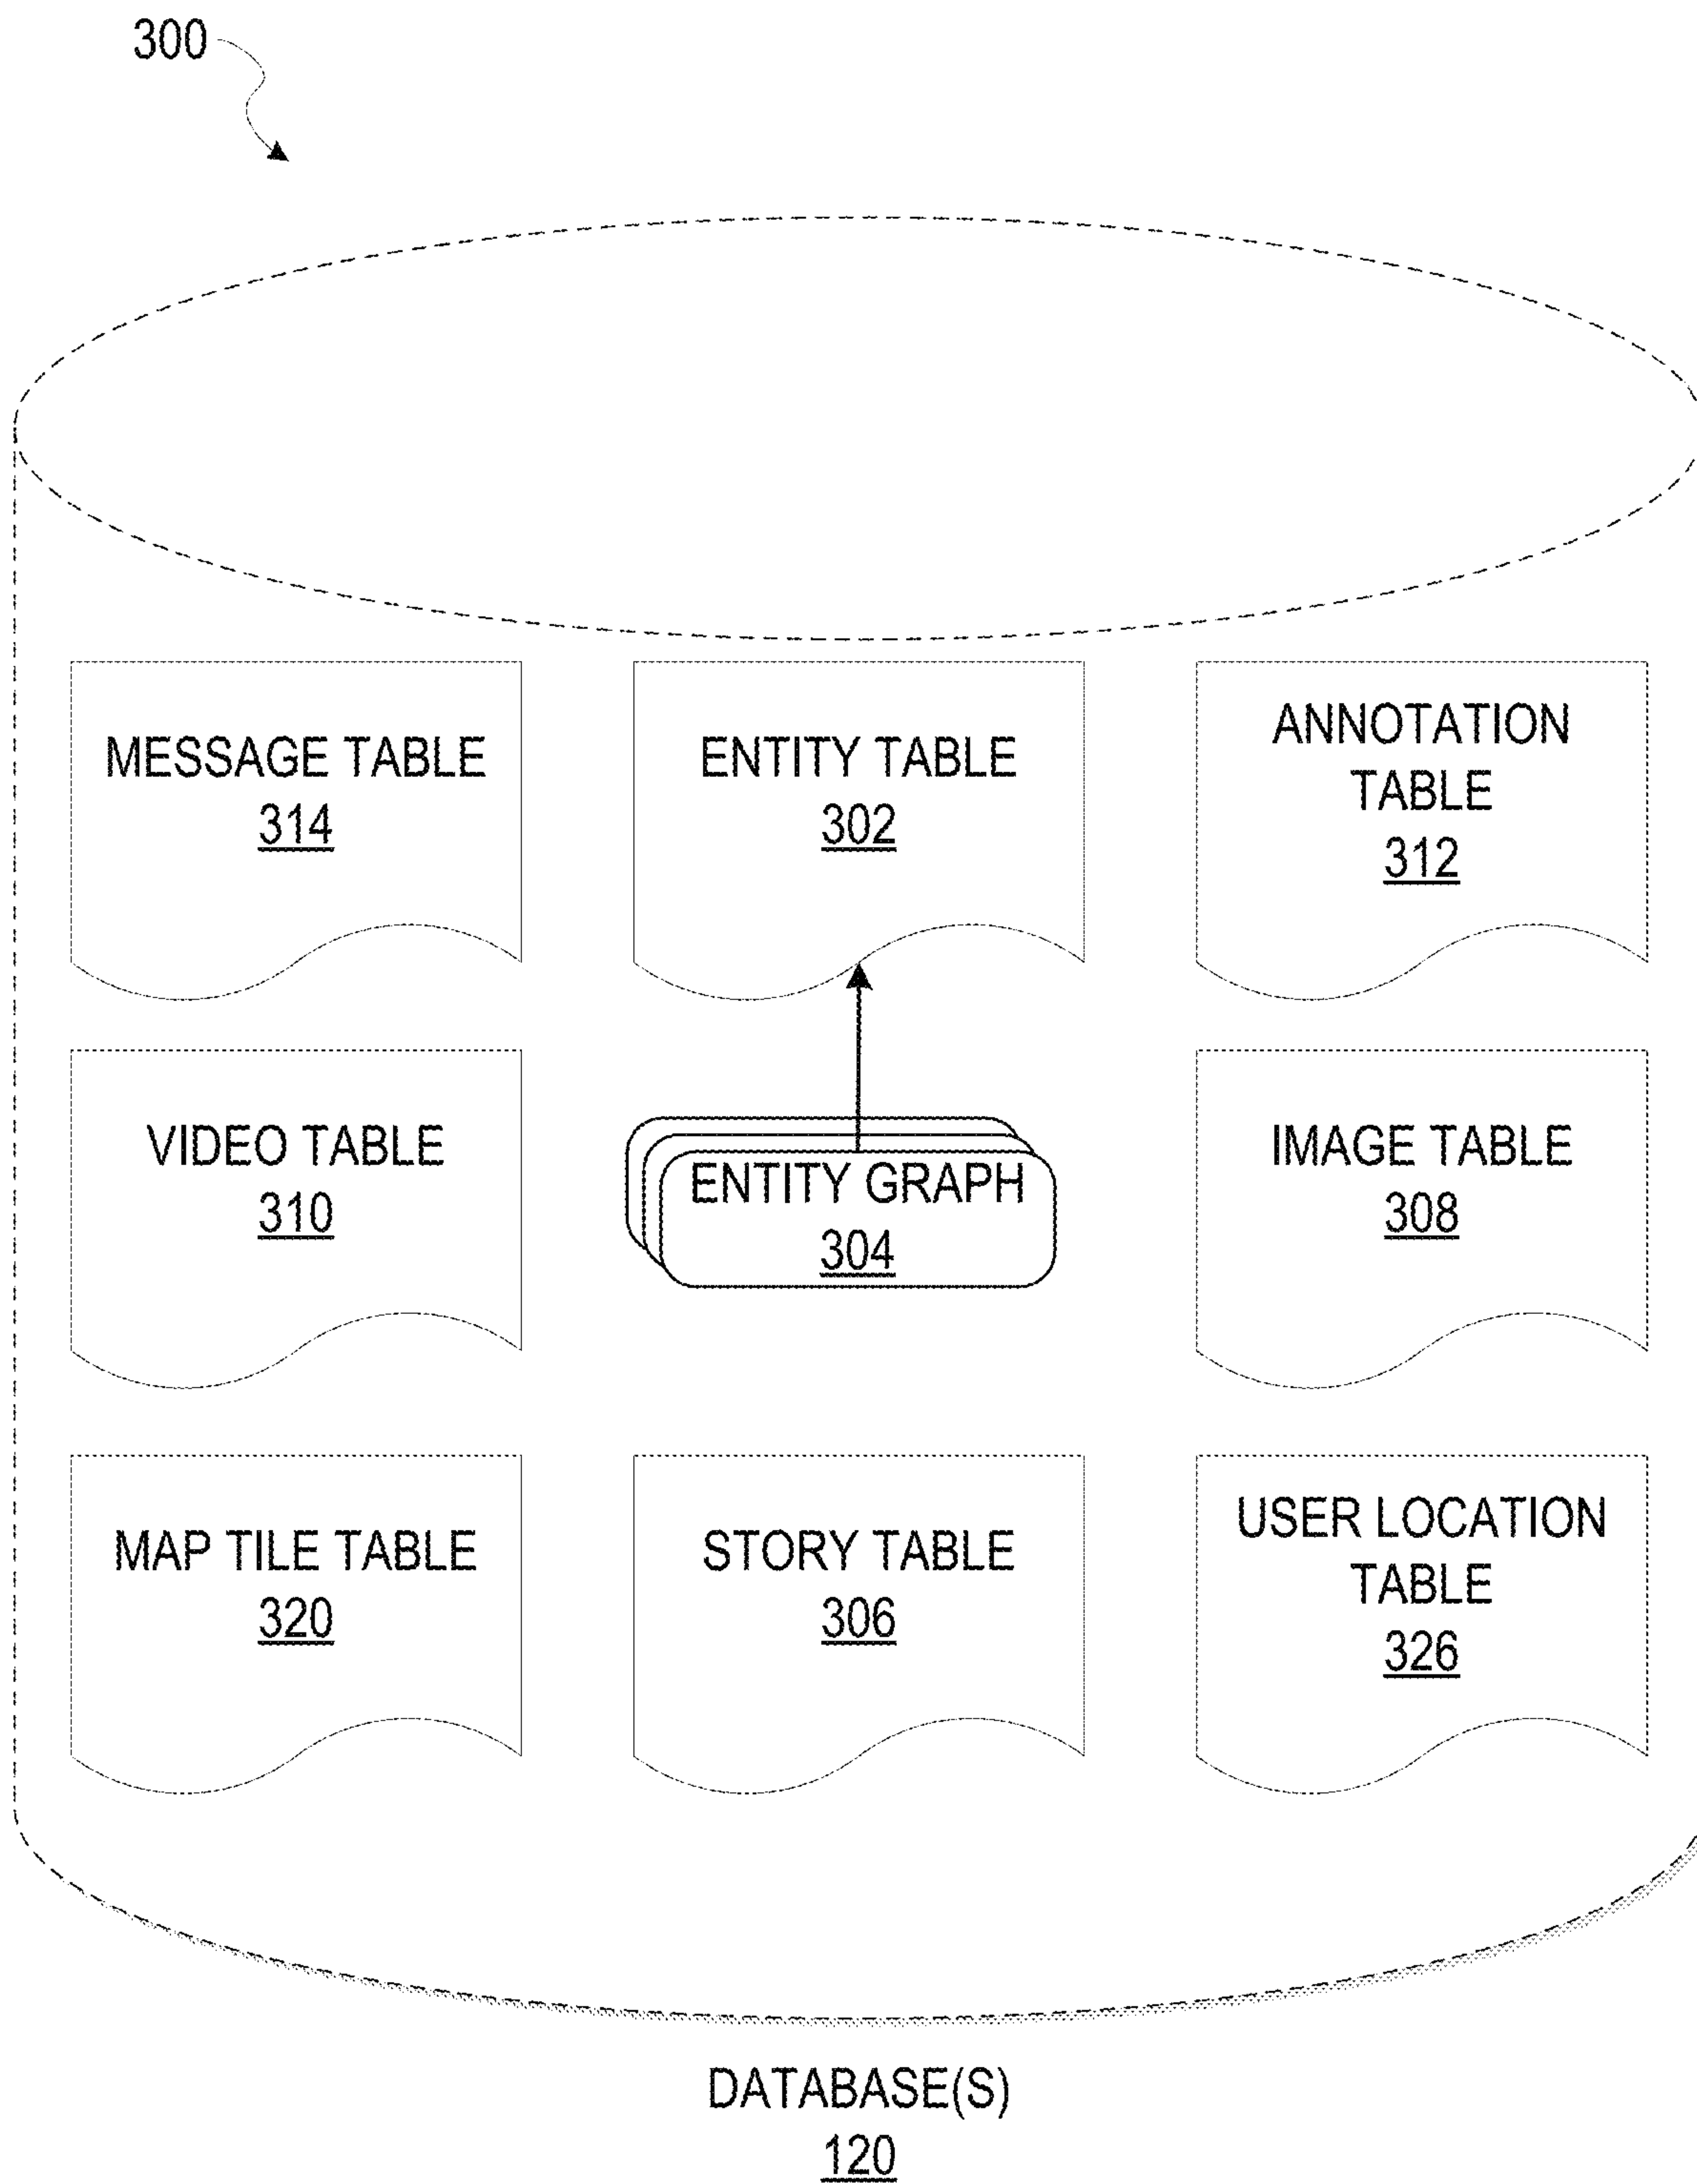 300
MESSAGE TABLE
314
ENTITY TABLE
302
ANNOTATION
TABLE
312
VIDEO TABLE
310
ENTITY GRAPH
304
IMAGE TABLE
308
MAP TILE TABLE
320
STORY TABLE
306
USER LOCATION
TABLE
326
DATABASE(S)
120